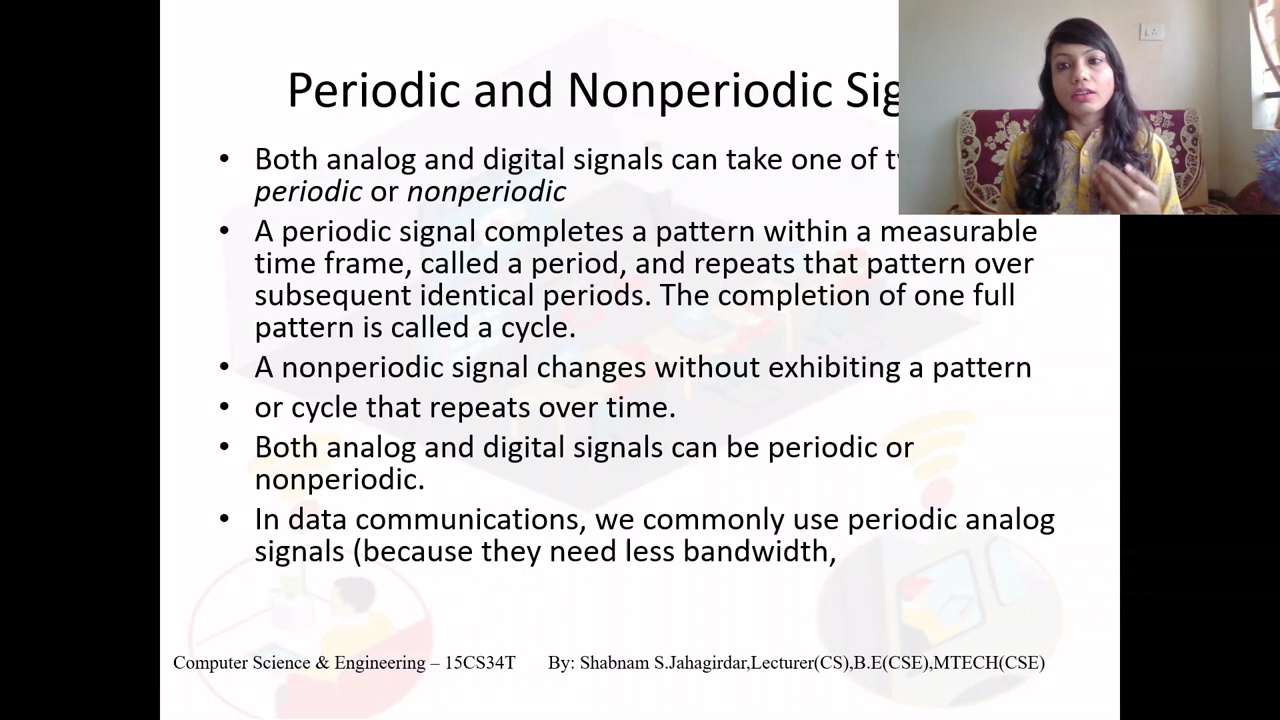 Periodic and Nonperiodic
• Both analog and digital signals can take one of
periodic or nonperiodic
• A periodic signal completes a pattern within a measurable
time frame, called a period, and repeats that pattern over
subsequent identical periods. The completion of one full
pattern is called a cycle.
• A nonperiodic signal changes without exhibiting a pattern
• or cycle that repeats over time.
• Both analog and digital signals can be periodic or
nonperiodic.
• In data communications, we commonly use periodic analog
signals (because they need less bandwidth,
Computer Science & Engineering – 15CS34T By: Shabnam S.Jahagirdar,Lecturer(CS),B.E(CSE),MTECH(CSE)